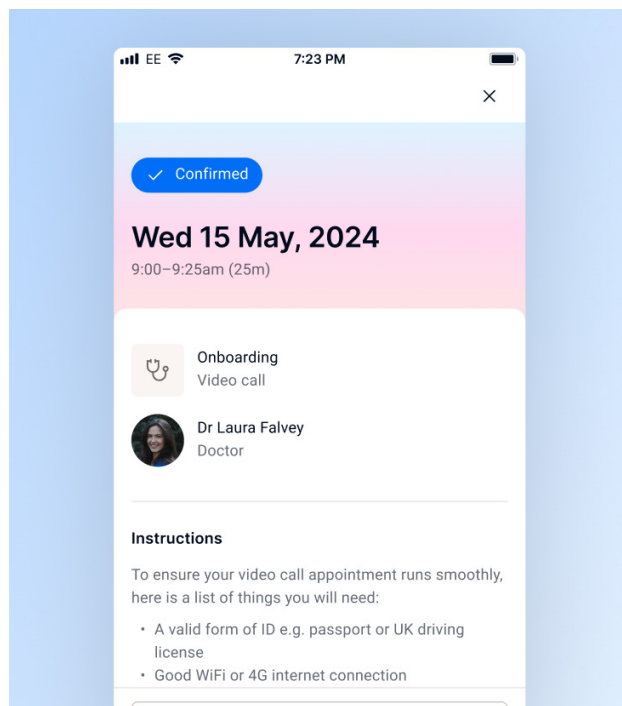 EE 7:23 PM
Confirmed
Wed 15 May, 2024
9:00–9:25am (25m)
Onboarding
Video call
Dr Laura Falvey
Doctor
Instructions
To ensure your video call appointment runs smoothly,
here is a list of things you will need:
• A valid form of ID e.g. passport or UK driving
license
• Good WiFi or 4G internet connection